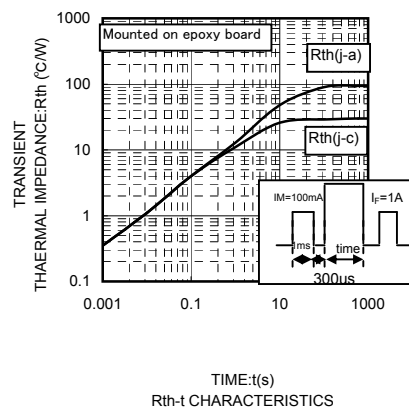 1000
Mounted on epoxy board
Rth(j-a)
100
Rth(j-c)
10
1
0.1
TRANSIENT
THAERMAL IMPEDANCE:Rth (℃/W)
IM=100mA
IF=1A
1ms
time
300us
0.001
0.1
10
1000
TIME:t(s)
Rth-t CHARACTERISTICS